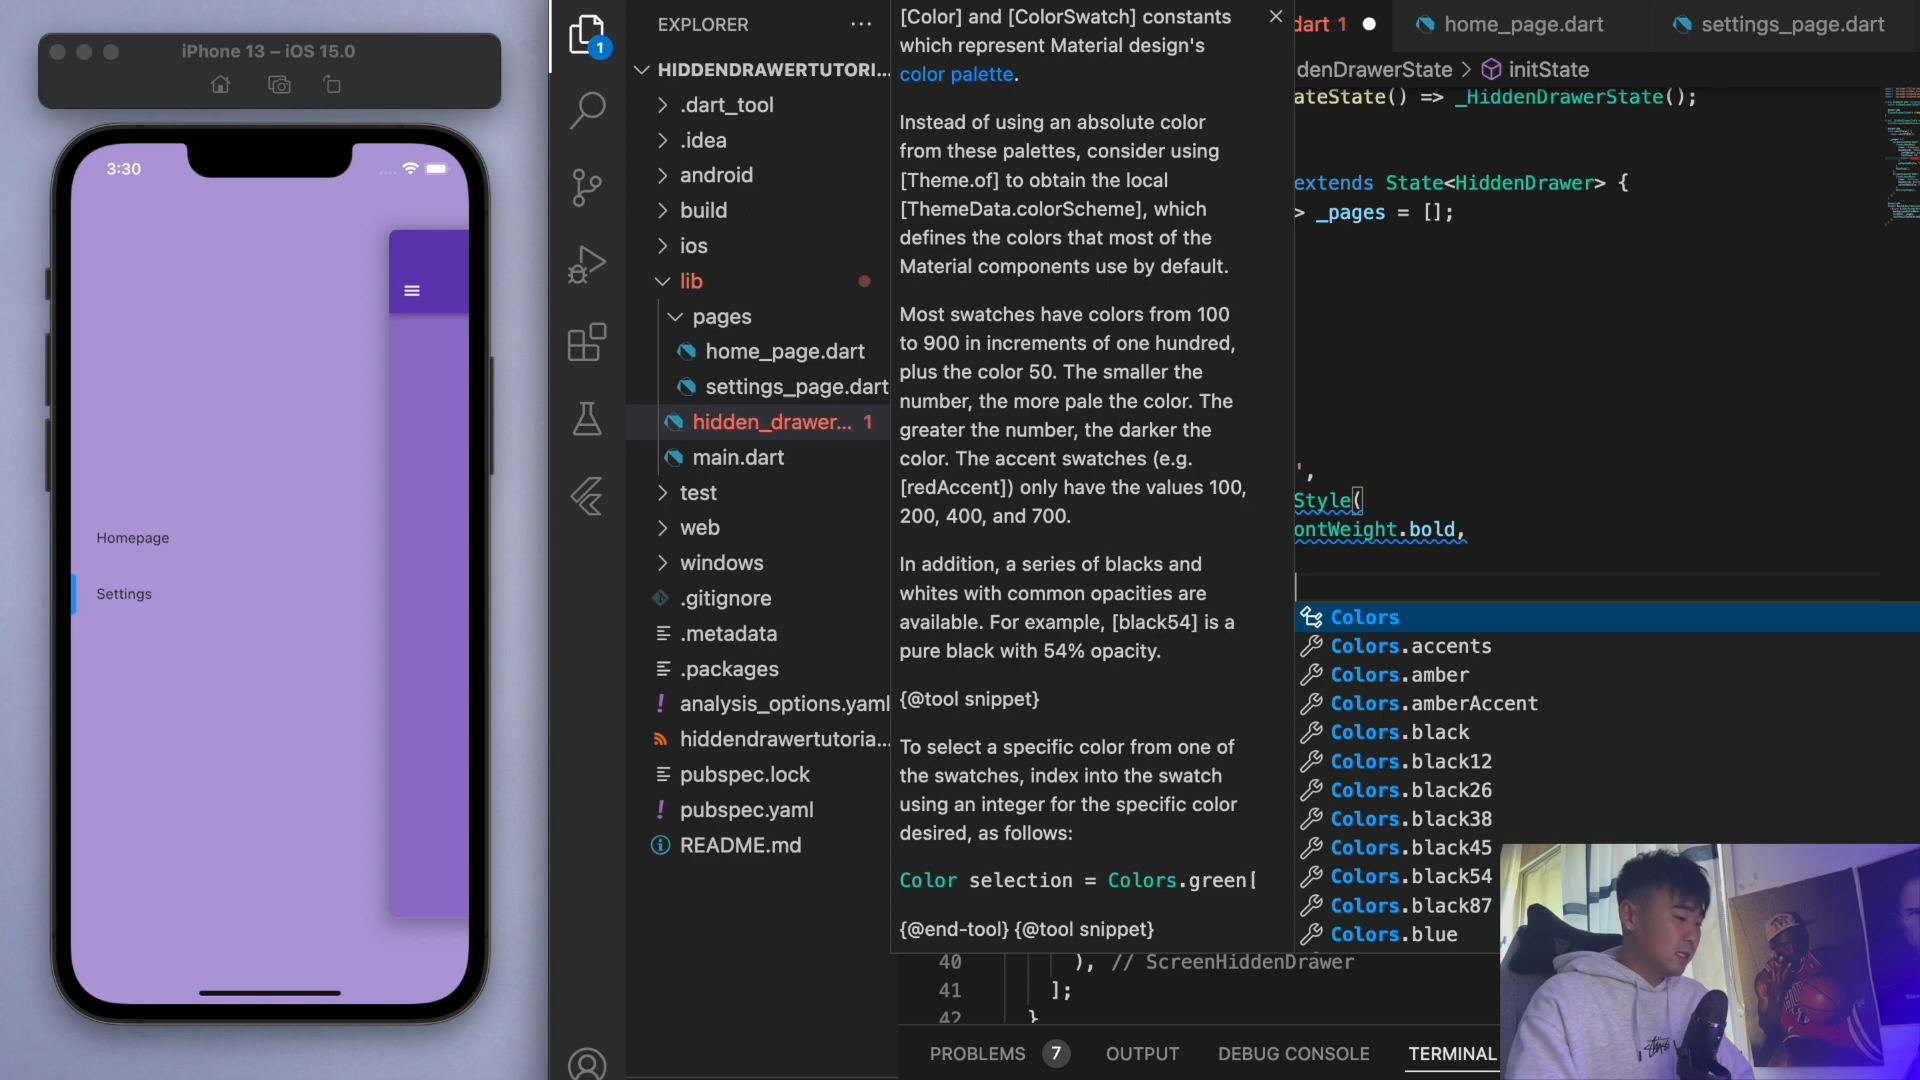 iPhone 13 – iOS 15.0
3:30
Homepage
Settings
1
EXPLORER
HIDDENDRAWERTUTORI...
.dart_tool
.idea
android
build
ios
lib
pages
home_page.dart
settings_page.dart
hidden_drawer... 1
main.dart
test
web
windows
.gitignore
.metadata
.packages
analysis_options.yaml
hiddendrawertutoria...
pubspec.lock
pubspec.yaml
README.md
[Color] and [ColorSwatch] constants
which represent Material design's
color palette.
Instead of using an absolute color
from these palettes, consider using
[Theme.of] to obtain the local
[ThemeData.colorScheme], which
defines the colors that most of the
Material components use by default.
Most swatches have colors from 100
to 900 in increments of one hundred,
plus the color 50. The smaller the
number, the more pale the color. The
greater the number, the darker the
color. The accent swatches (e.g.
[redAccent]) only have the values 100,
200, 400, and 700.
In addition, a series of blacks and
whites with common opacities are
available. For example, [black54] is a
pure black with 54% opacity.
{@tool snippet}
To select a specific color from one of
the swatches, index into the swatch
using an integer for the specific color
desired, as follows:
Color selection = Colors.green[
{@end-tool} {@tool snippet}
dart 1
home_page.dart
settings_page.dart
denDrawerState > initState
ateState() => _HiddenDrawerState();
extends State<HiddenDrawer> {
> _pages = [];
',
Style(
ontWeight.bold,
Colors
Colors.accents
Colors.amber
Colors.amberAccent
Colors.black
Colors.black12
Colors.black26
Colors.black38
Colors.black45
Colors.black54
Colors.black87
Colors.blue
40 ), // ScreenHiddenDrawer
41 ];
42 }
PROBLEMS 7 OUTPUT DEBUG CONSOLE TERMINAL